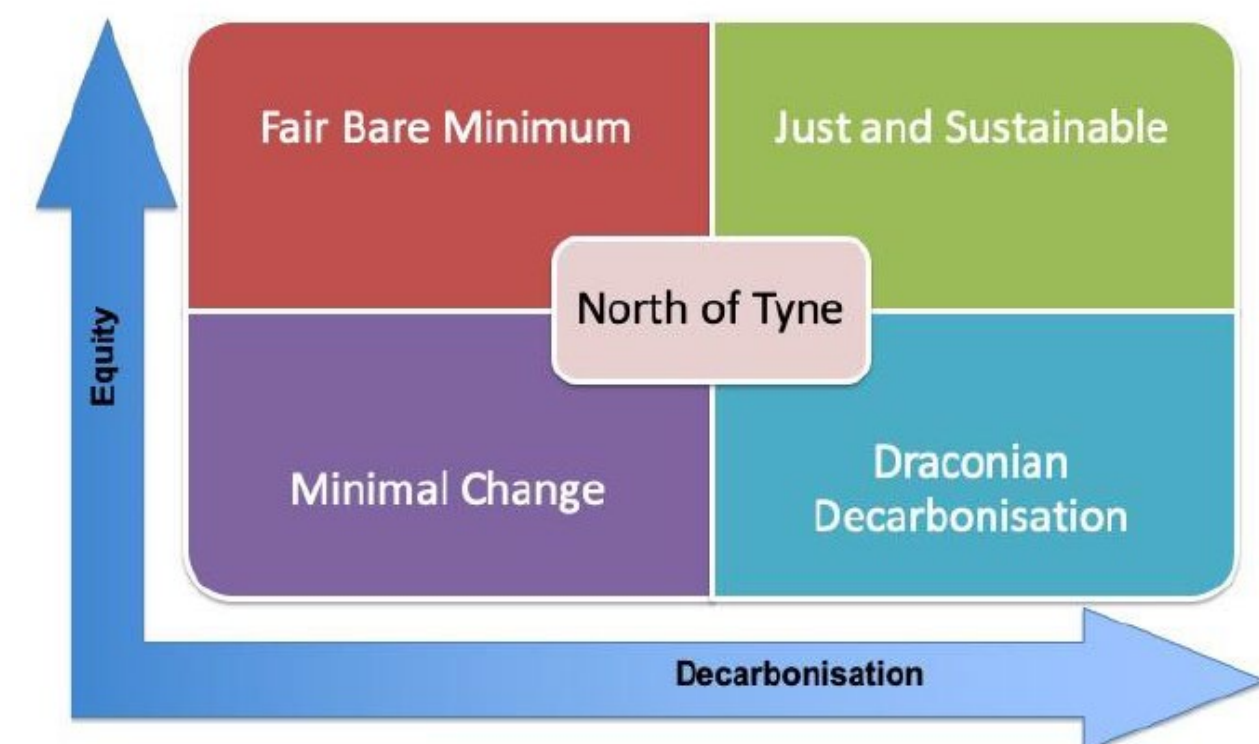 Fair Bare Minimum
Just and Sustainable
North of Tyne
Equity
Minimal Change
Draconian
Decarbonisation
Decarbonisation